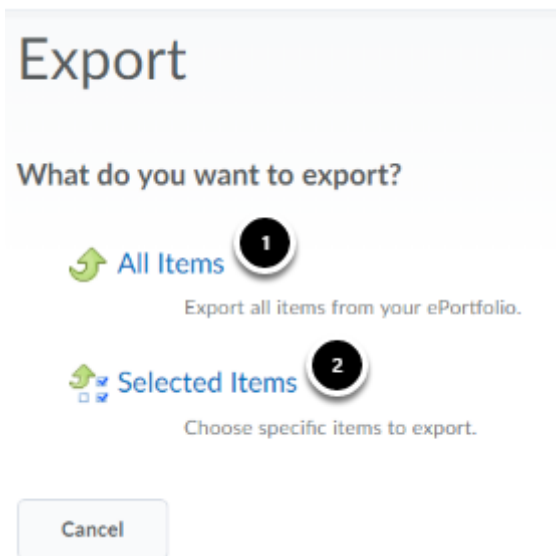 Export
What do you want to export?
All Items 1
Export all items from your ePortfolio.
Selected Items 2
Choose specific items to export.
Cancel